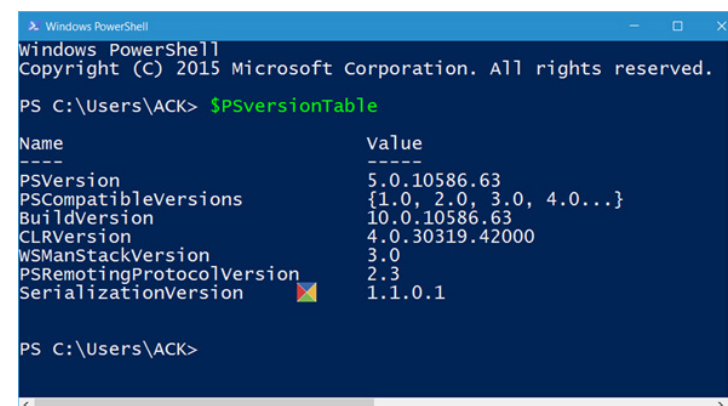 Windows PowerShell
Windows PowerShell
Copyright (C) 2015 Microsoft Corporation. All rights reserved.
PS C:\Users\ACK> $PSversionTable
Name Value
---- -----
PSVersion 5.0.10586.63
PSCompatibleVersions {1.0, 2.0, 3.0, 4.0...}
BuildVersion 10.0.10586.63
CLRVersion 4.0.30319.42000
WSManStackVersion 3.0
PSRemotingProtocolVersion 2.3
SerializationVersion 1.1.0.1
PS C:\Users\ACK>